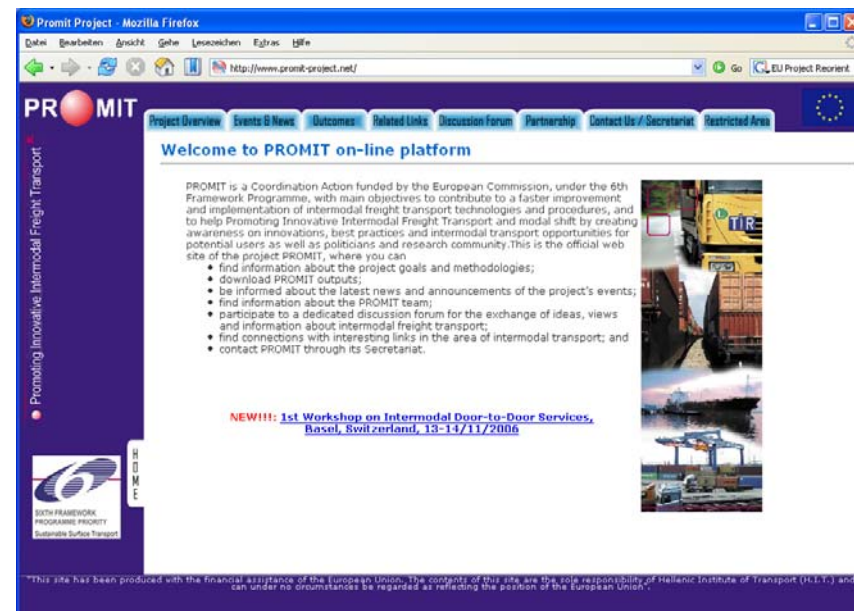 Promit Project - Mozilla Firefox
Datei Bearbeiten Ansicht Gehe Lesezeichen Extras Hilfe
http://www.promit-project.net/ Go EU Project Reorient
PROMIT
Project Overview Events & News Outcomes Related Links Discussion Forum Partnership Contact Us / Secretariat Restricted Area
Promoting Innovative Intermodal Freight Transport
Welcome to PROMIT on-line platform
PROMIT is a Coordination Action funded by the European Commission, under the 6th
Framework Programme, with main objectives to contribute to a faster improvement
and implementation of intermodal freight transport technologies and procedures, and
to help Promoting Innovative Intermodal Freight Transport and modal shift by creating
awareness on innovations, best practices and intermodal transport opportunities for
potential users as well as politicians and research community.This is the official web
site of the project PROMIT, where you can
• find information about the project goals and methodologies;
• download PROMIT outputs;
• be informed about the latest news and announcements of the project's events;
• find information about the PROMIT team;
• participate to a dedicated discussion forum for the exchange of ideas, views
and information about intermodal freight transport;
• find connections with interesting links in the area of intermodal transport; and
• contact PROMIT through its Secretariat.
TIR
NEW!!!: 1st Workshop on Intermodal Door-to-Door Services,
Basel, Switzerland, 13-14/11/2006
HOME
SIXTH FRAMEWORK
PROGRAMME PRIORITY
Sustainable Surface Transport
"This site has been produced with the financial assistance of the European Union. The contents of this site are the sole responsibility of Hellenic Institute of Transport (H.I.T.) and
can under no circumstances be regarded as reflecting the position of the European Union".